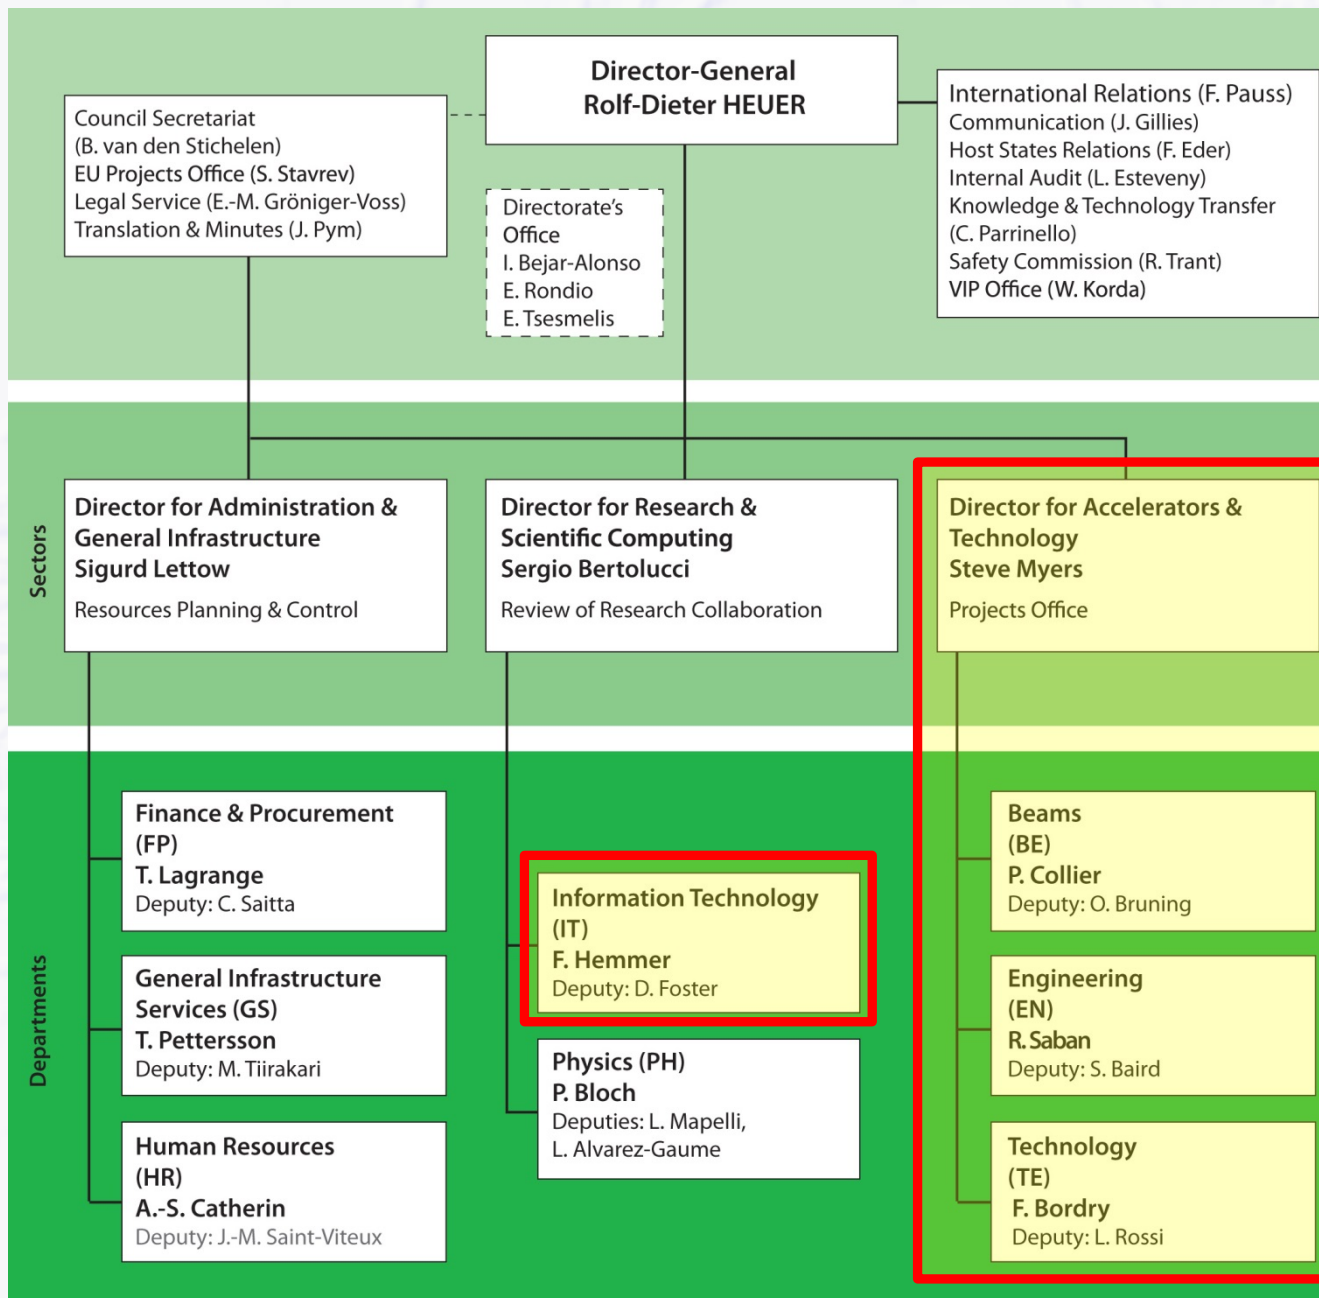 Director-General
Rolf-Dieter HEUER
Council Secretariat
(B. van den Stichelen)
EU Projects Office (S. Stavrev)
Legal Service (E.-M. Gröniger-Voss)
Translation & Minutes (J. Pym)
Directorate’s
Office
I. Bejar-Alonso
E. Rondio
E. Tsesmelis
International Relations (F. Pauss)
Communication (J. Gillies)
Host States Relations (F. Eder)
Internal Audit (L. Esteveny)
Knowledge & Technology Transfer
(C. Parrinello)
Safety Commission (R. Trant)
VIP Office (W. Korda)
Sectors
Director for Administration &
General Infrastructure
Sigurd Lettow
Resources Planning & Control
Director for Research &
Scientific Computing
Sergio Bertolucci
Review of Research Collaboration
Director for Accelerators &
Technology
Steve Myers
Projects Office
Departments
Finance & Procurement
(FP)
T. Lagrange
Deputy: C. Saitta
General Infrastructure
Services (GS)
T. Pettersson
Deputy: M. Tiirakari
Human Resources
(HR)
A.-S. Catherin
Deputy: J.-M. Saint-Viteux
Information Technology
(IT)
F. Hemmer
Deputy: D. Foster
Physics (PH)
P. Bloch
Deputies: L. Mapelli,
L. Alvarez-Gaume
Beams
(BE)
P. Collier
Deputy: O. Bruning
Engineering
(EN)
R. Saban
Deputy: S. Baird
Technology
(TE)
F. Bordry
Deputy: L. Rossi